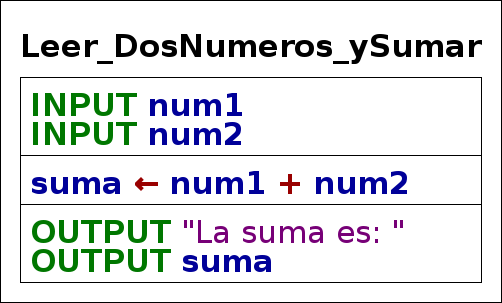 Leer_DosNumeros_ySumar
INPUT num1
INPUT num2
suma ← num1 + num2
OUTPUT "La suma es: "
OUTPUT suma